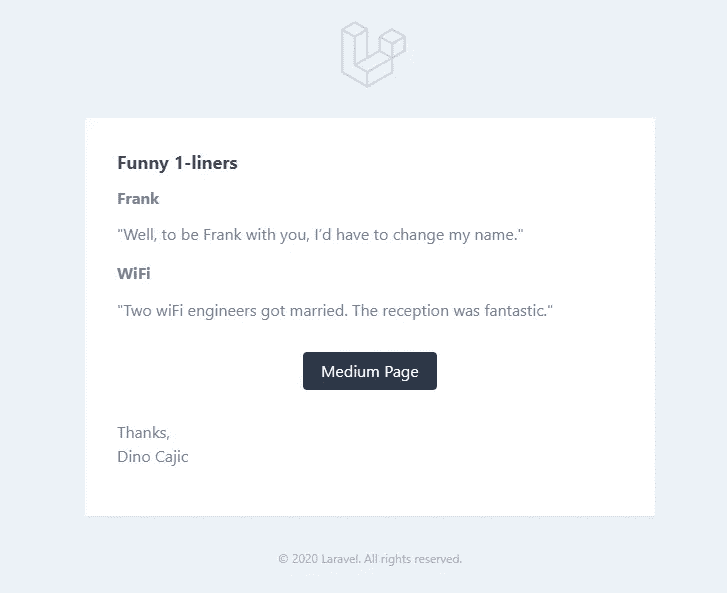 Funny 1-liners
Frank
"Well, to be Frank with you, I'd have to change my name."
WiFi
"Two wiFi engineers got married. The reception was fantastic."
Medium Page
Thanks,
Dino Cajic
© 2020 Laravel. All rights reserved.